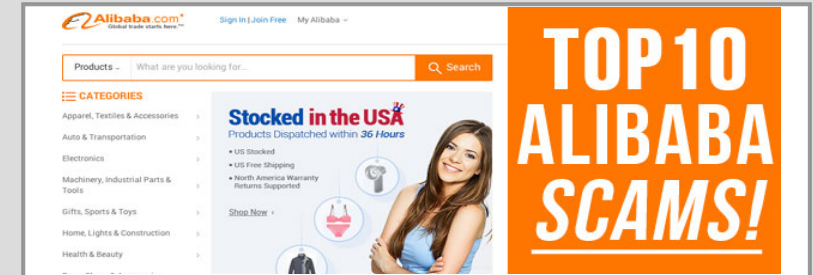 Alibaba.com
Global trade starts here.™
Sign In | Join Free My Alibaba
Products What are you looking for...
Search
CATEGORIES
Apparel, Textiles & Accessories
Auto & Transportation
Electronics
Machinery, Industrial Parts &
Tools
Gifts, Sports & Toys
Home, Lights & Construction
Health & Beauty
Stocked in the USA
Products Dispatched within 36 Hours
• US Stocked
• US Free Shipping
• North America Warranty
Returns Supported
Shop Now
TOP 10
ALIBABA
SCAMS!